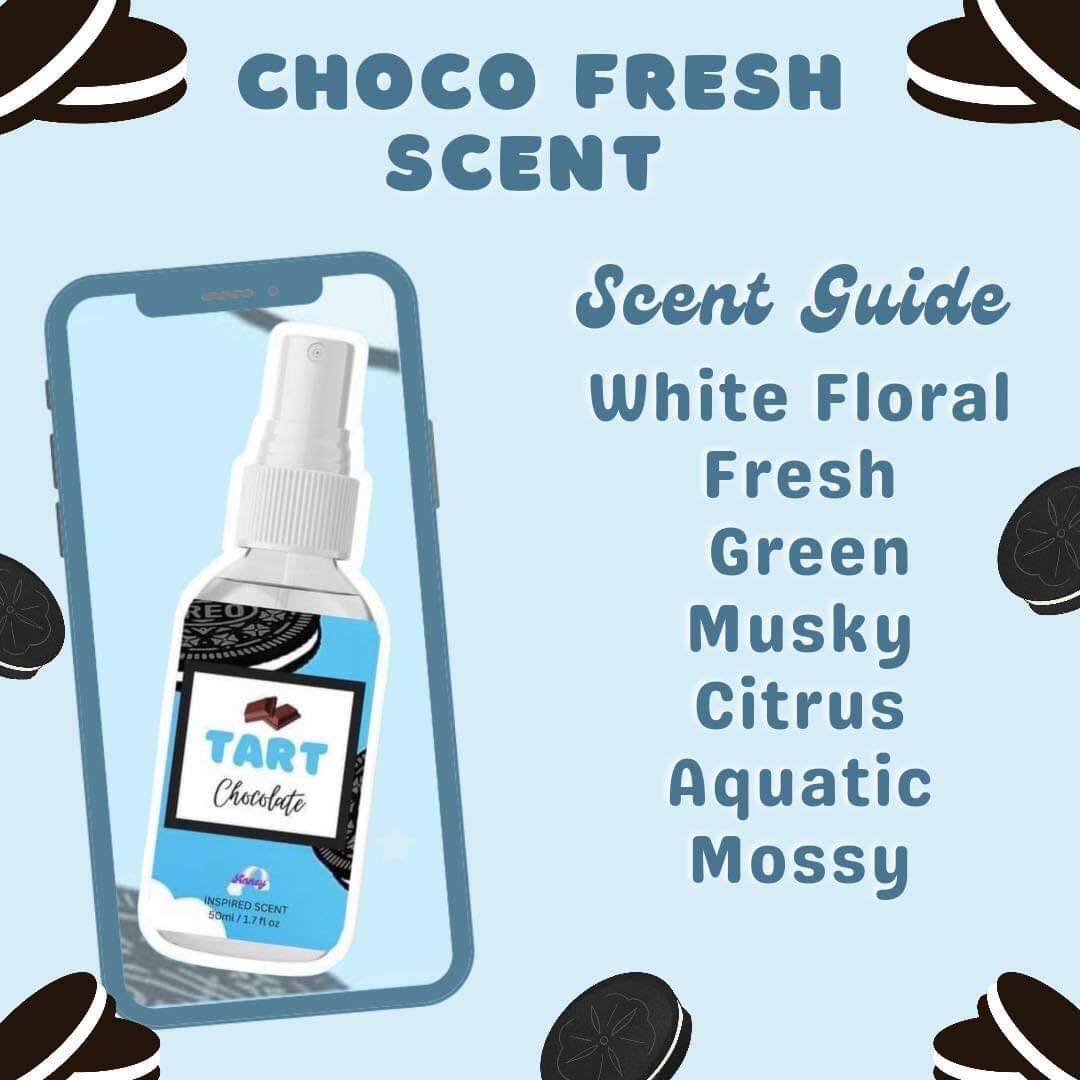 CHOCO FRESH
SCENT
Scent Guide
White Floral
Fresh
Green
Musky
Citrus
Aquatic
Mossy
REO
TART
Chocolate
INSPIRED SCENT
50ml / 1.7 fl oz